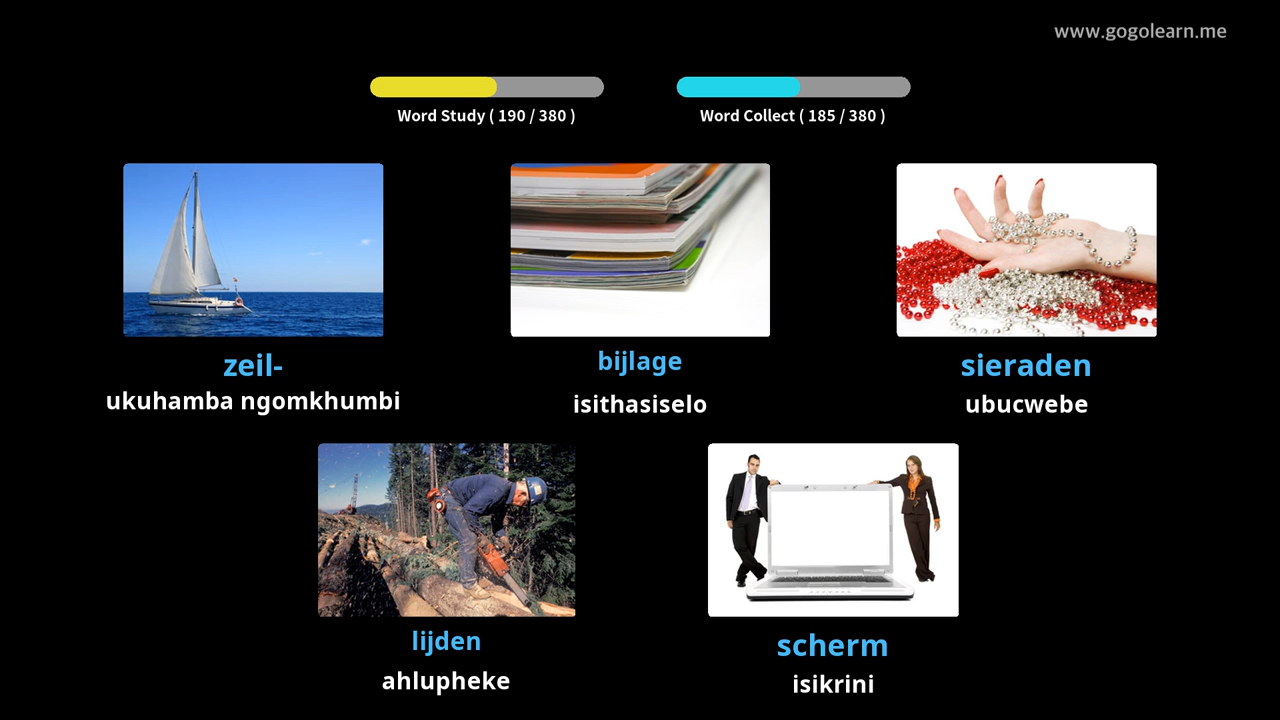 www.gogolearn.me
Word Study ( 190 / 380 )
Word Collect ( 185 / 380 )
zeil-
ukuhamba ngomkhumbi
bijlage
isithasiselo
sieraden
ubucwebe
lijden
ahlupheke
scherm
isikrini